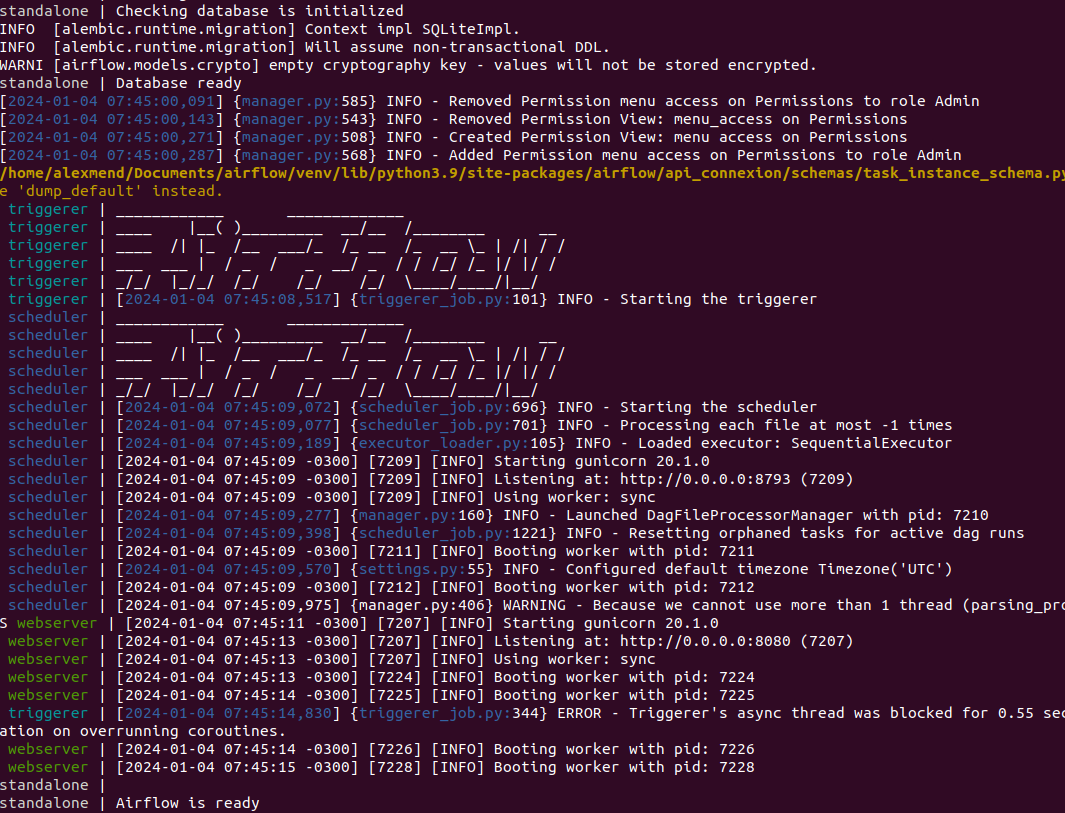 standalone | Checking database is initialized
INFO  [alembic.runtime.migration] Context impl SQLiteImpl.
INFO  [alembic.runtime.migration] Will assume non-transactional DDL.
WARNI [airflow.models.crypto] empty cryptography key - values will not be stored encrypted.
standalone | Database ready
[2024-01-04 07:45:00,091] {manager.py:585} INFO - Removed Permission menu access on Permissions to role Admin
[2024-01-04 07:45:00,143] {manager.py:543} INFO - Removed Permission View: menu_access on Permissions
[2024-01-04 07:45:00,271] {manager.py:508} INFO - Created Permission View: menu access on Permissions
[2024-01-04 07:45:00,287] {manager.py:568} INFO - Added Permission menu access on Permissions to role Admin
/home/alexmend/Documents/airflow/venv/lib/python3.9/site-packages/airflow/api_connexion/schemas/task_instance_schema.py
e 'dump_default' instead.
 triggerer | ____________       _____________
 triggerer | ____    |__( )_________  __/__  /________      __
 triggerer | ____  /| |_  /__  ___/_  /_ __  /_  __ \_ | /| / /
 triggerer | ___  ___ |  / _  /   _  __/ _  / / /_/ /_ |/ |/ /
 triggerer | _/_/  |_/_/  /_/    /_/    /_/  \____/____/|__/
 triggerer | [2024-01-04 07:45:08,517] {triggerer_job.py:101} INFO - Starting the triggerer
 scheduler | ____________       _____________
 scheduler | ____    |__( )_________  __/__  /________      __
 scheduler | ____  /| |_  /__  ___/_  /_ __  /_  __ \_ | /| / /
 scheduler | ___  ___ |  / _  /   _  __/ _  / / /_/ /_ |/ |/ /
 scheduler | _/_/  |_/_/  /_/    /_/    /_/  \____/____/|__/
 scheduler | [2024-01-04 07:45:09,072] {scheduler_job.py:696} INFO - Starting the scheduler
 scheduler | [2024-01-04 07:45:09,077] {scheduler_job.py:701} INFO - Processing each file at most -1 times
 scheduler | [2024-01-04 07:45:09,189] {executor_loader.py:105} INFO - Loaded executor: SequentialExecutor
 scheduler | [2024-01-04 07:45:09 -0300] [7209] [INFO] Starting gunicorn 20.1.0
 scheduler | [2024-01-04 07:45:09 -0300] [7209] [INFO] Listening at: http://0.0.0.0:8793 (7209)
 scheduler | [2024-01-04 07:45:09 -0300] [7209] [INFO] Using worker: sync
 scheduler | [2024-01-04 07:45:09,277] {manager.py:160} INFO - Launched DagFileProcessorManager with pid: 7210
 scheduler | [2024-01-04 07:45:09,398] {scheduler_job.py:1221} INFO - Resetting orphaned tasks for active dag runs
 scheduler | [2024-01-04 07:45:09 -0300] [7211] [INFO] Booting worker with pid: 7211
 scheduler | [2024-01-04 07:45:09,570] {settings.py:55} INFO - Configured default timezone Timezone('UTC')
 scheduler | [2024-01-04 07:45:09 -0300] [7212] [INFO] Booting worker with pid: 7212
 scheduler | [2024-01-04 07:45:09,975] {manager.py:406} WARNING - Because we cannot use more than 1 thread (parsing_pro
S webserver | [2024-01-04 07:45:11 -0300] [7207] [INFO] Starting gunicorn 20.1.0
 webserver | [2024-01-04 07:45:13 -0300] [7207] [INFO] Listening at: http://0.0.0.0:8080 (7207)
 webserver | [2024-01-04 07:45:13 -0300] [7207] [INFO] Using worker: sync
 webserver | [2024-01-04 07:45:13 -0300] [7224] [INFO] Booting worker with pid: 7224
 webserver | [2024-01-04 07:45:14 -0300] [7225] [INFO] Booting worker with pid: 7225
 triggerer | [2024-01-04 07:45:14,830] {triggerer_job.py:344} ERROR - Triggerer's async thread was blocked for 0.55 sec
ation on overrunning coroutines.
 webserver | [2024-01-04 07:45:14 -0300] [7226] [INFO] Booting worker with pid: 7226
 webserver | [2024-01-04 07:45:15 -0300] [7228] [INFO] Booting worker with pid: 7228
standalone |
standalone | Airflow is ready